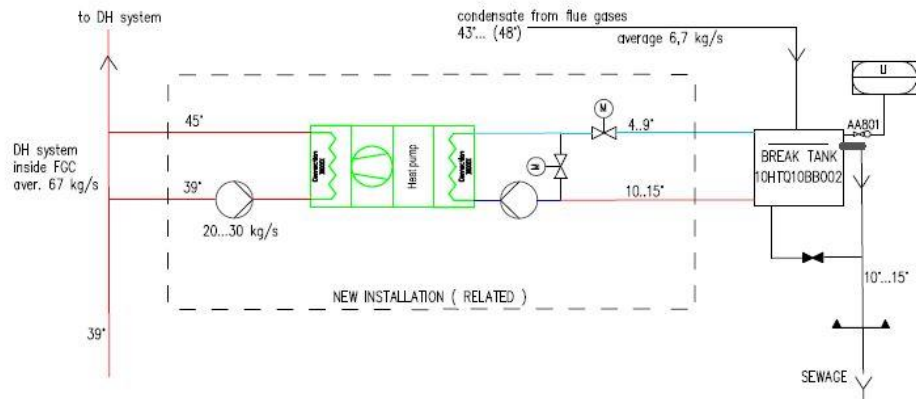 to DH system
condensate from flue gases
43°... (48°)
average 6,7 kg/s
M
LI
45°
4..9°
AA801
DH system
inside FGC
aver. 67 kg/s
Heat pump
M
BREAK TANK
10HTQ10BB002
39°
10..15°
20...30 kg/s
10°...15°
NEW INSTALLATION ( RELATED )
39°
SEWAGE